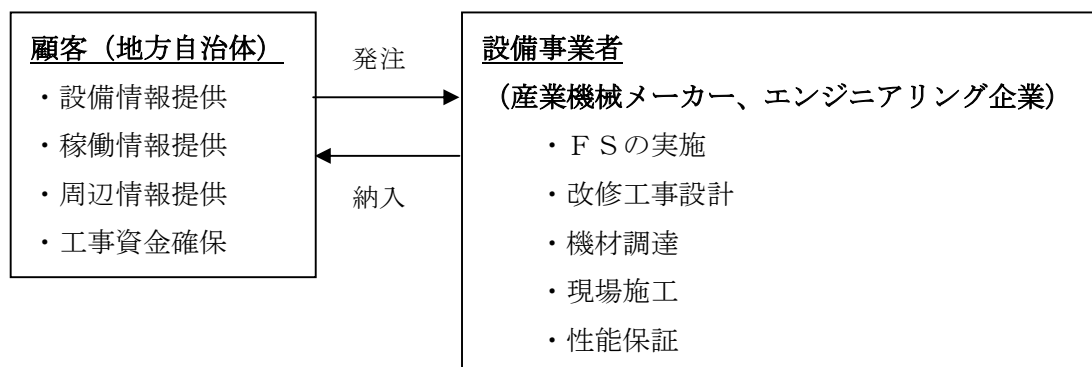 顧客（地方自治体）
・設備情報提供
・稼働情報提供
・周辺情報提供
・工事資金確保
発注
納入
設備事業者
（産業機械メーカー、エンジニアリング企業）
・ＦＳの実施
・改修工事設計
・機材調達
・現場施工
・性能保証